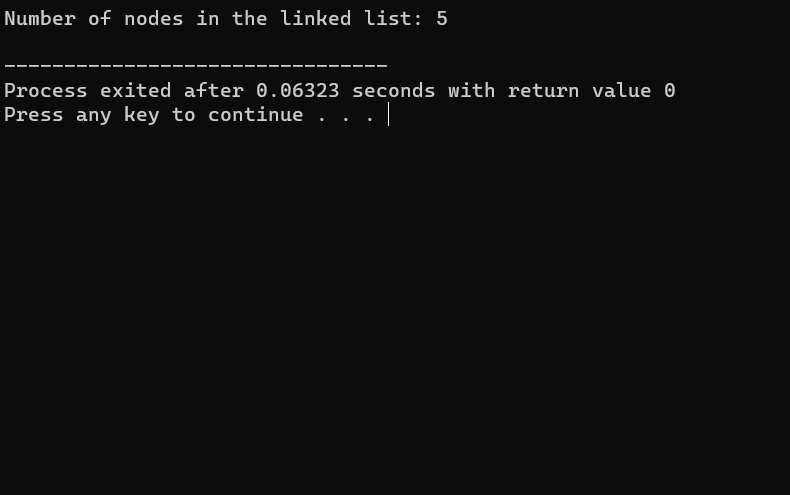 Number of nodes in the linked list: 5
--------------------------------
Process exited after 0.06323 seconds with return value 0
Press any key to continue . . .